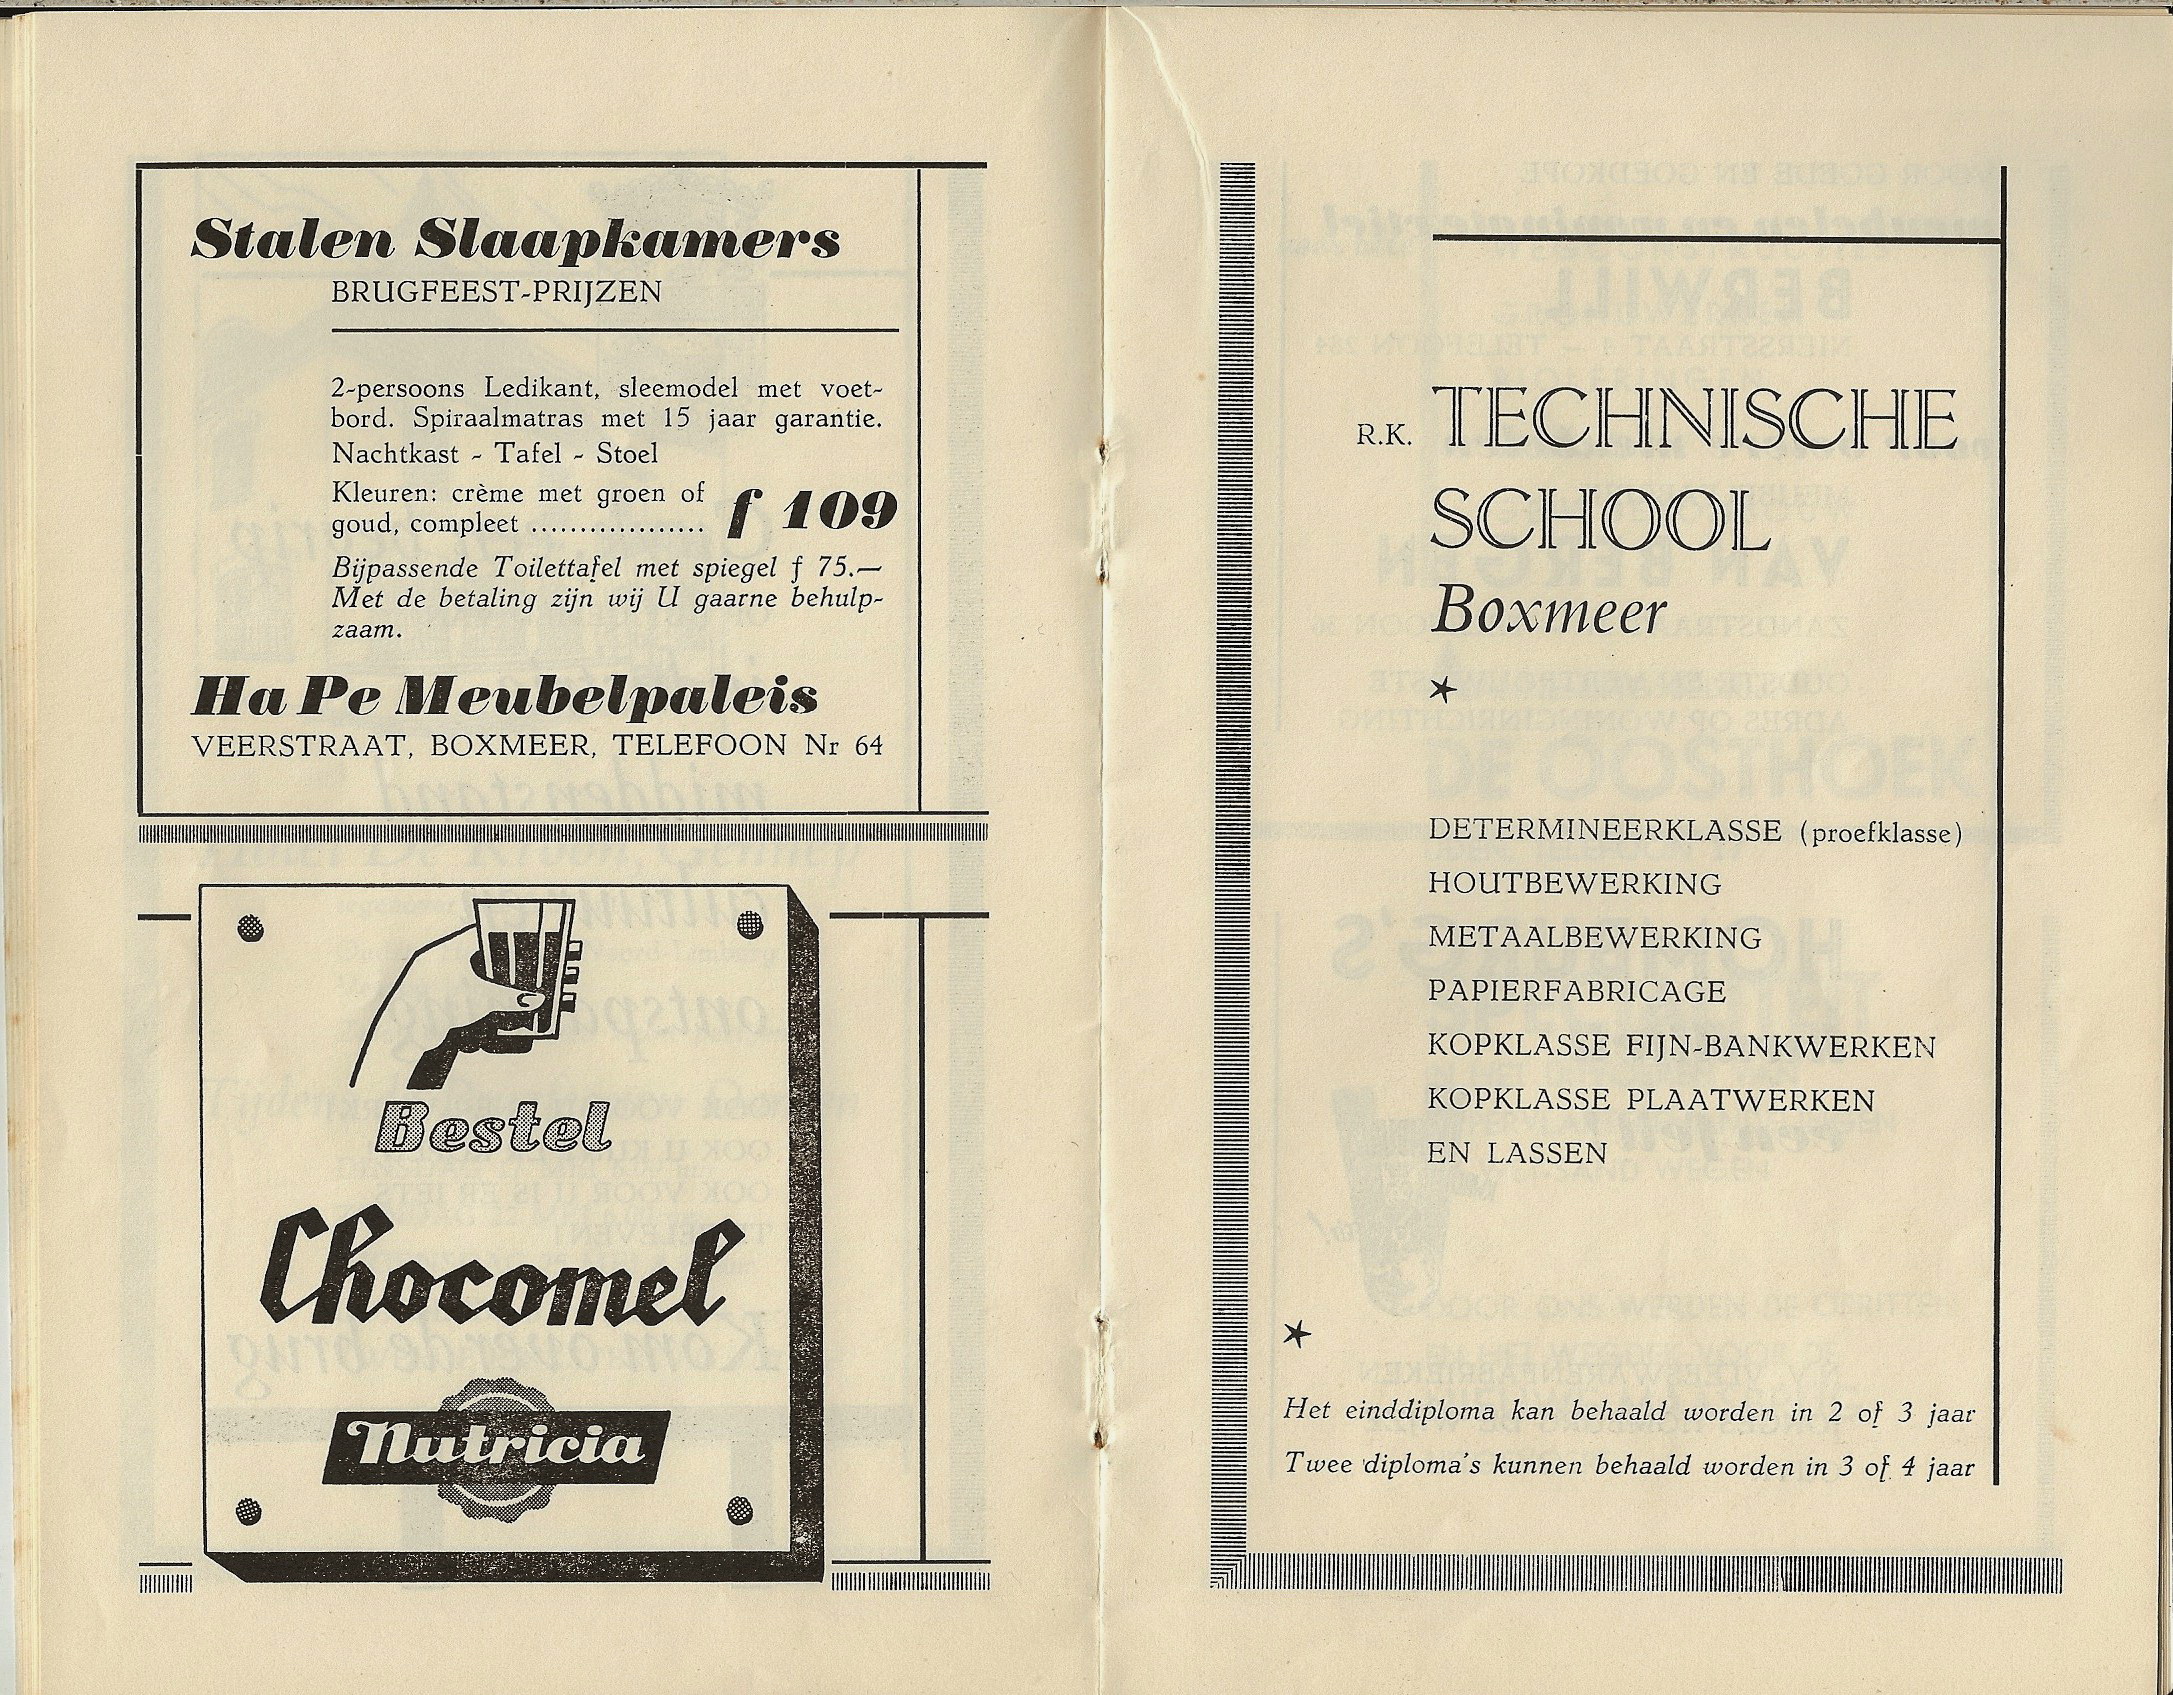 Stalen Slaapkamers
BRUGFEEST-PRIJZEN
2-persoons Ledikant, sleemodel met voet-
bord. Spiraalmatras met 15 jaar garantie.
Nachtkast - Tafel - Stoel
Kleuren: crème met groen of
goud, compleet .................. f 109
Bijpassende Toilettafel met spiegel f 75.—
Met de betaling zijn wij U gaarne behulp-
zaam.
Ha Pe Meubelpaleis
VEERSTRAAT, BOXMEER, TELEFOON Nr 64
Bestel
Chocomel
Nutricia
R.K. TECHNISCHE
SCHOOL
Boxmeer
DETERMINEERKLASSE (proefklasse)
HOUTBEWERKING
METAALBEWERKING
PAPIERFABRICAGE
KOPKLASSE FIJN-BANKWERKEN
KOPKLASSE PLAATWERKEN
EN LASSEN
Het einddiploma kan behaald worden in 2 of 3 jaar
Twee diploma's kunnen behaald worden in 3 of 4 jaar